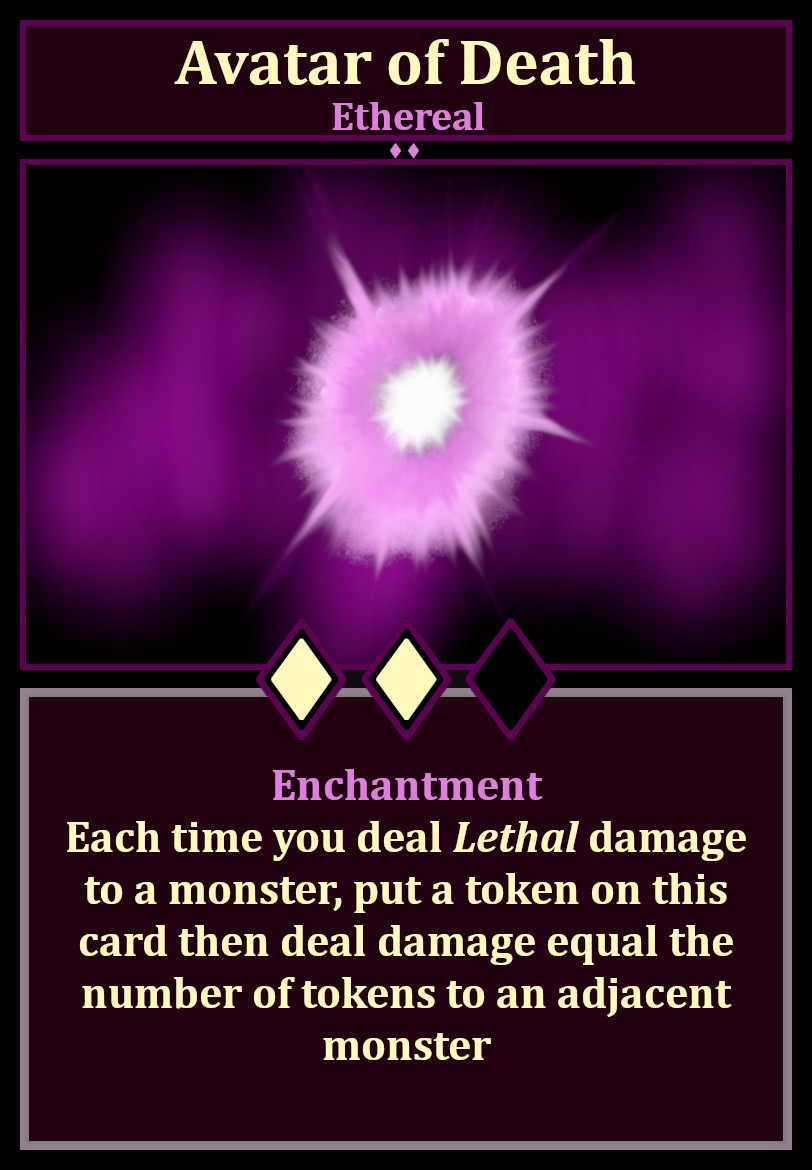 Avatar of Death
Ethereal
Enchantment
Each time you deal Lethal damage
to a monster, put a token on this
card then deal damage equal the
number of tokens to an adjacent
monster